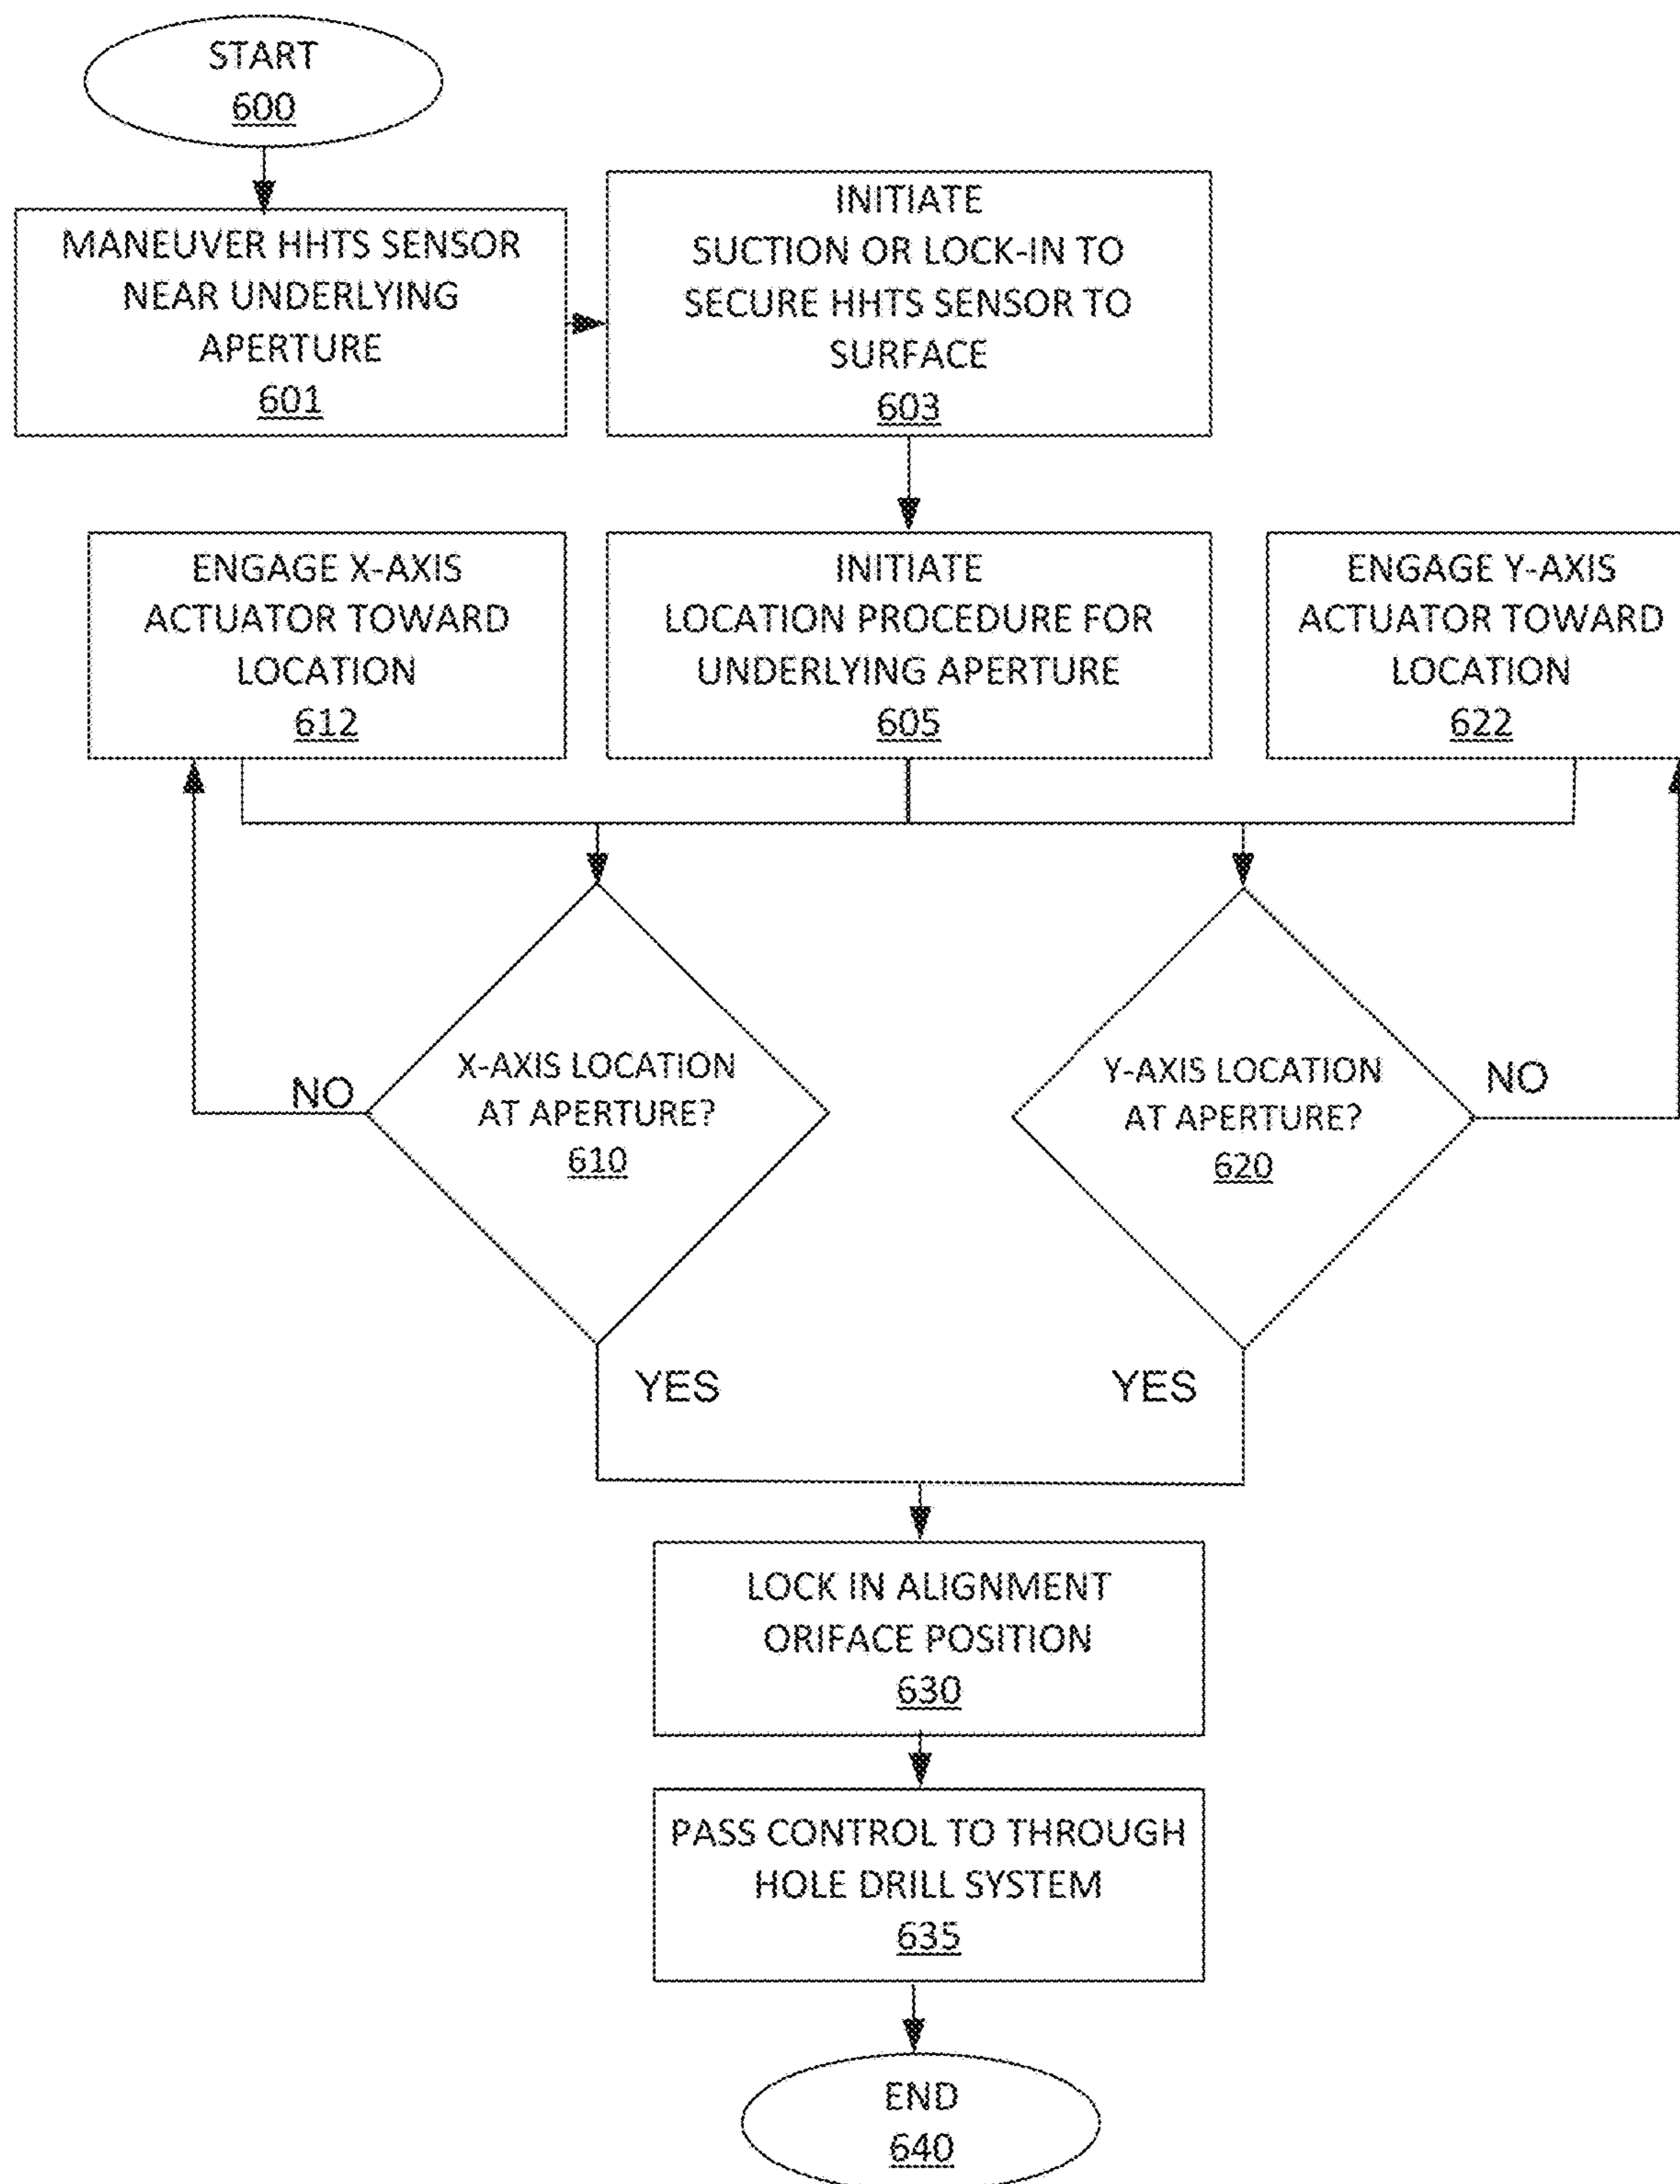 START
600
MANEUVER HHTS SENSOR
NEAR UNDERLYING
APERTURE
601
INITIATE
SUCTION OR LOCK-IN TO
SECURE HHTS SENSOR TO
SURFACE
603
ENGAGE X-AXIS
ACTUATOR TOWARD
LOCATION
612
INITIATE
LOCATION PROCEDURE FOR
UNDERLYING APERTURE
605
ENGAGE Y-AXIS
ACTUATOR TOWARD
LOCATION
622
NO
X-AXIS LOCATION
AT APERTURE?
610
Y-AXIS LOCATION
AT APERTURE?
620
NO
YES
YES
LOCK IN ALIGNMENT
ORIFACE POSITION
630
PASS CONTROL TO THROUGH
HOLE DRILL SYSTEM
635
END
640